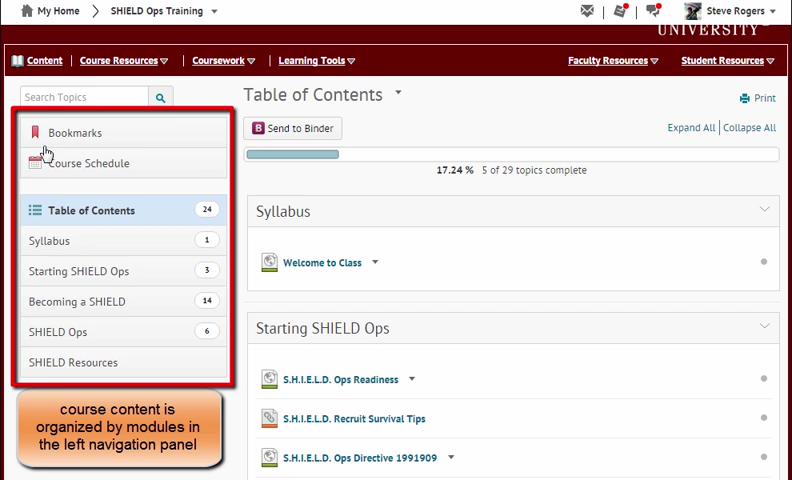 My Home
SHIELD Ops Training
Steve Rogers
UNIVERSITY
Content
Course Resources
Coursework
Learning Tools
Faculty Resources
Student Resources
Search Topics
Table of Contents
Print
Bookmarks
B Send to Binder
Expand All | Collapse All
Course Schedule
17.24 % 5 of 29 topics complete
Table of Contents 24
Syllabus 1
Starting SHIELD Ops 3
Becoming a SHIELD 14
SHIELD Ops 6
SHIELD Resources
Syllabus
Welcome to Class
Starting SHIELD Ops
S.H.I.E.L.D. Ops Readiness
S.H.I.E.L.D. Recruit Survival Tips
S.H.I.E.L.D. Ops Directive 1991909
course content is
organized by modules in
the left navigation panel